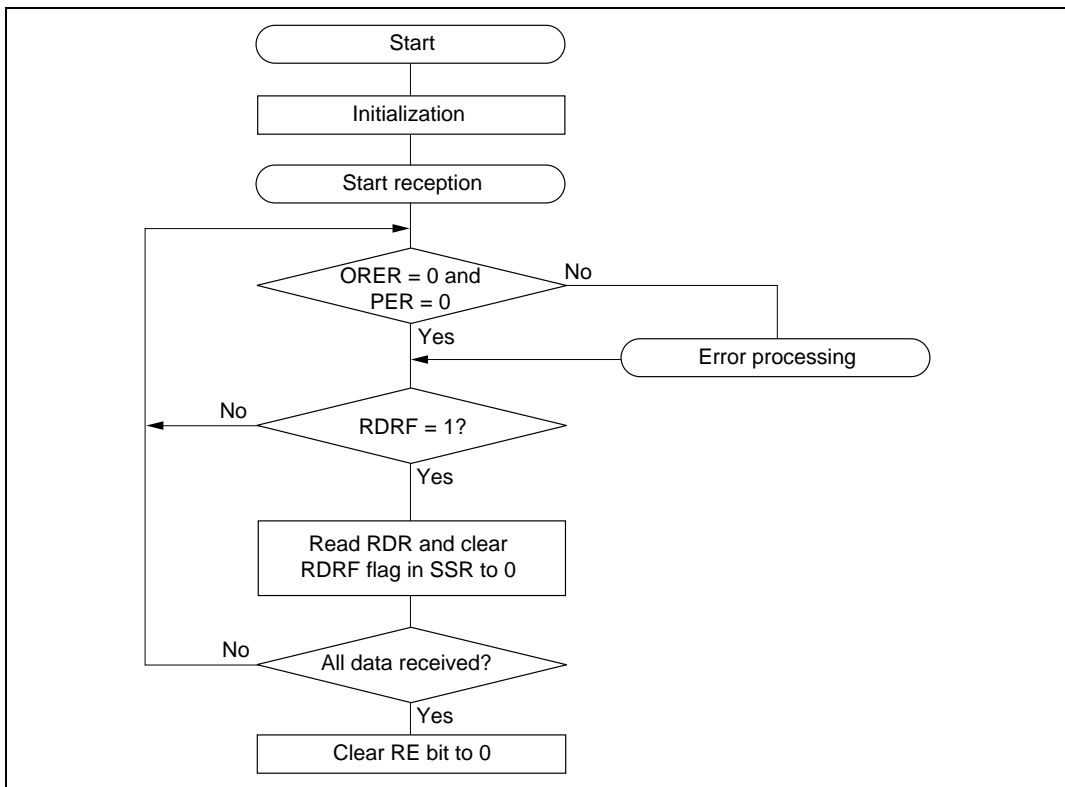 Start
Initialization
Start reception
ORER = 0 and
PER = 0
No
Yes
Error processing
No
RDRF = 1?
Yes
Read RDR and clear
RDRF flag in SSR to 0
No
All data received?
Yes
Clear RE bit to 0